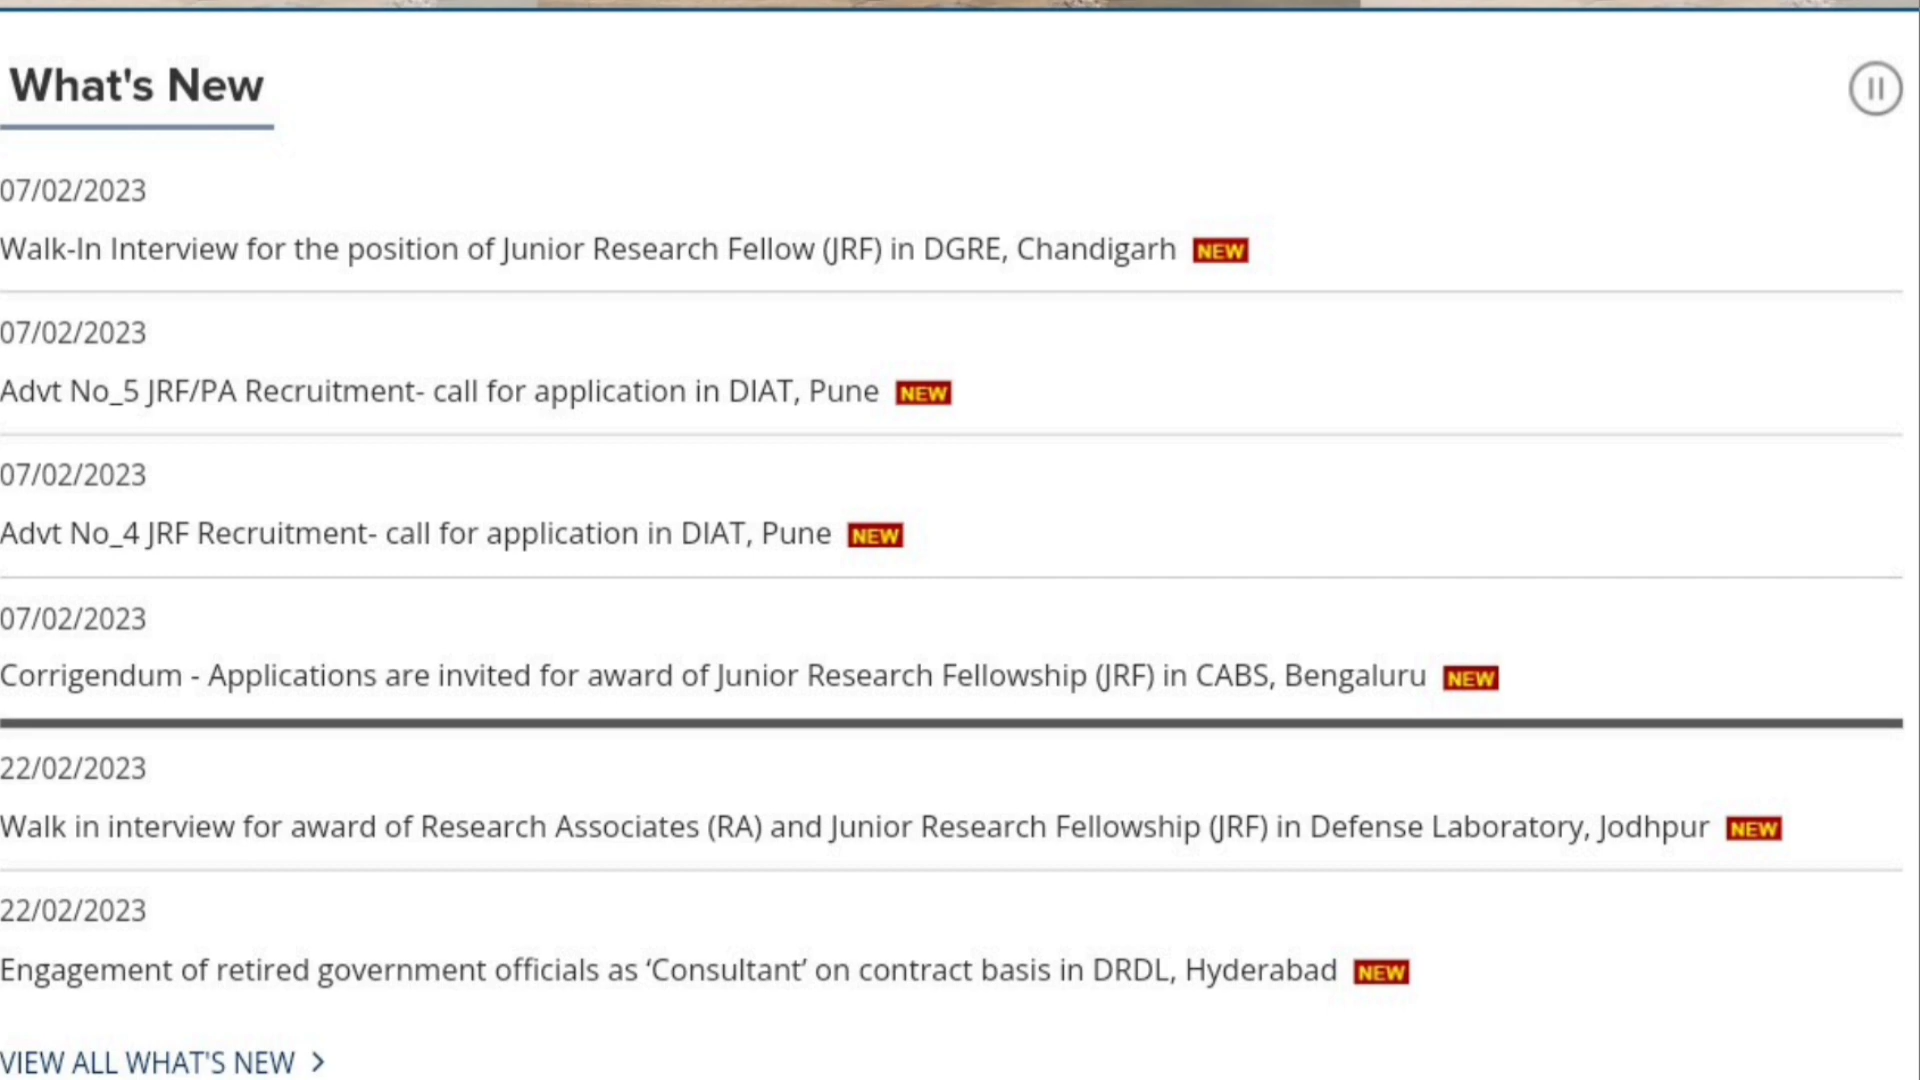 What's New
07/02/2023
Walk-In Interview for the position of Junior Research Fellow (JRF) in DGRE, Chandigarh NEW
07/02/2023
Advt No_5 JRF/PA Recruitment- call for application in DIAT, Pune NEW
07/02/2023
Advt No_4 JRF Recruitment- call for application in DIAT, Pune NEW
07/02/2023
Corrigendum - Applications are invited for award of Junior Research Fellowship (JRF) in CABS, Bengaluru NEW
22/02/2023
Walk in interview for award of Research Associates (RA) and Junior Research Fellowship (JRF) in Defense Laboratory, Jodhpur NEW
22/02/2023
Engagement of retired government officials as ‘Consultant’ on contract basis in DRDL, Hyderabad NEW
VIEW ALL WHAT'S NEW